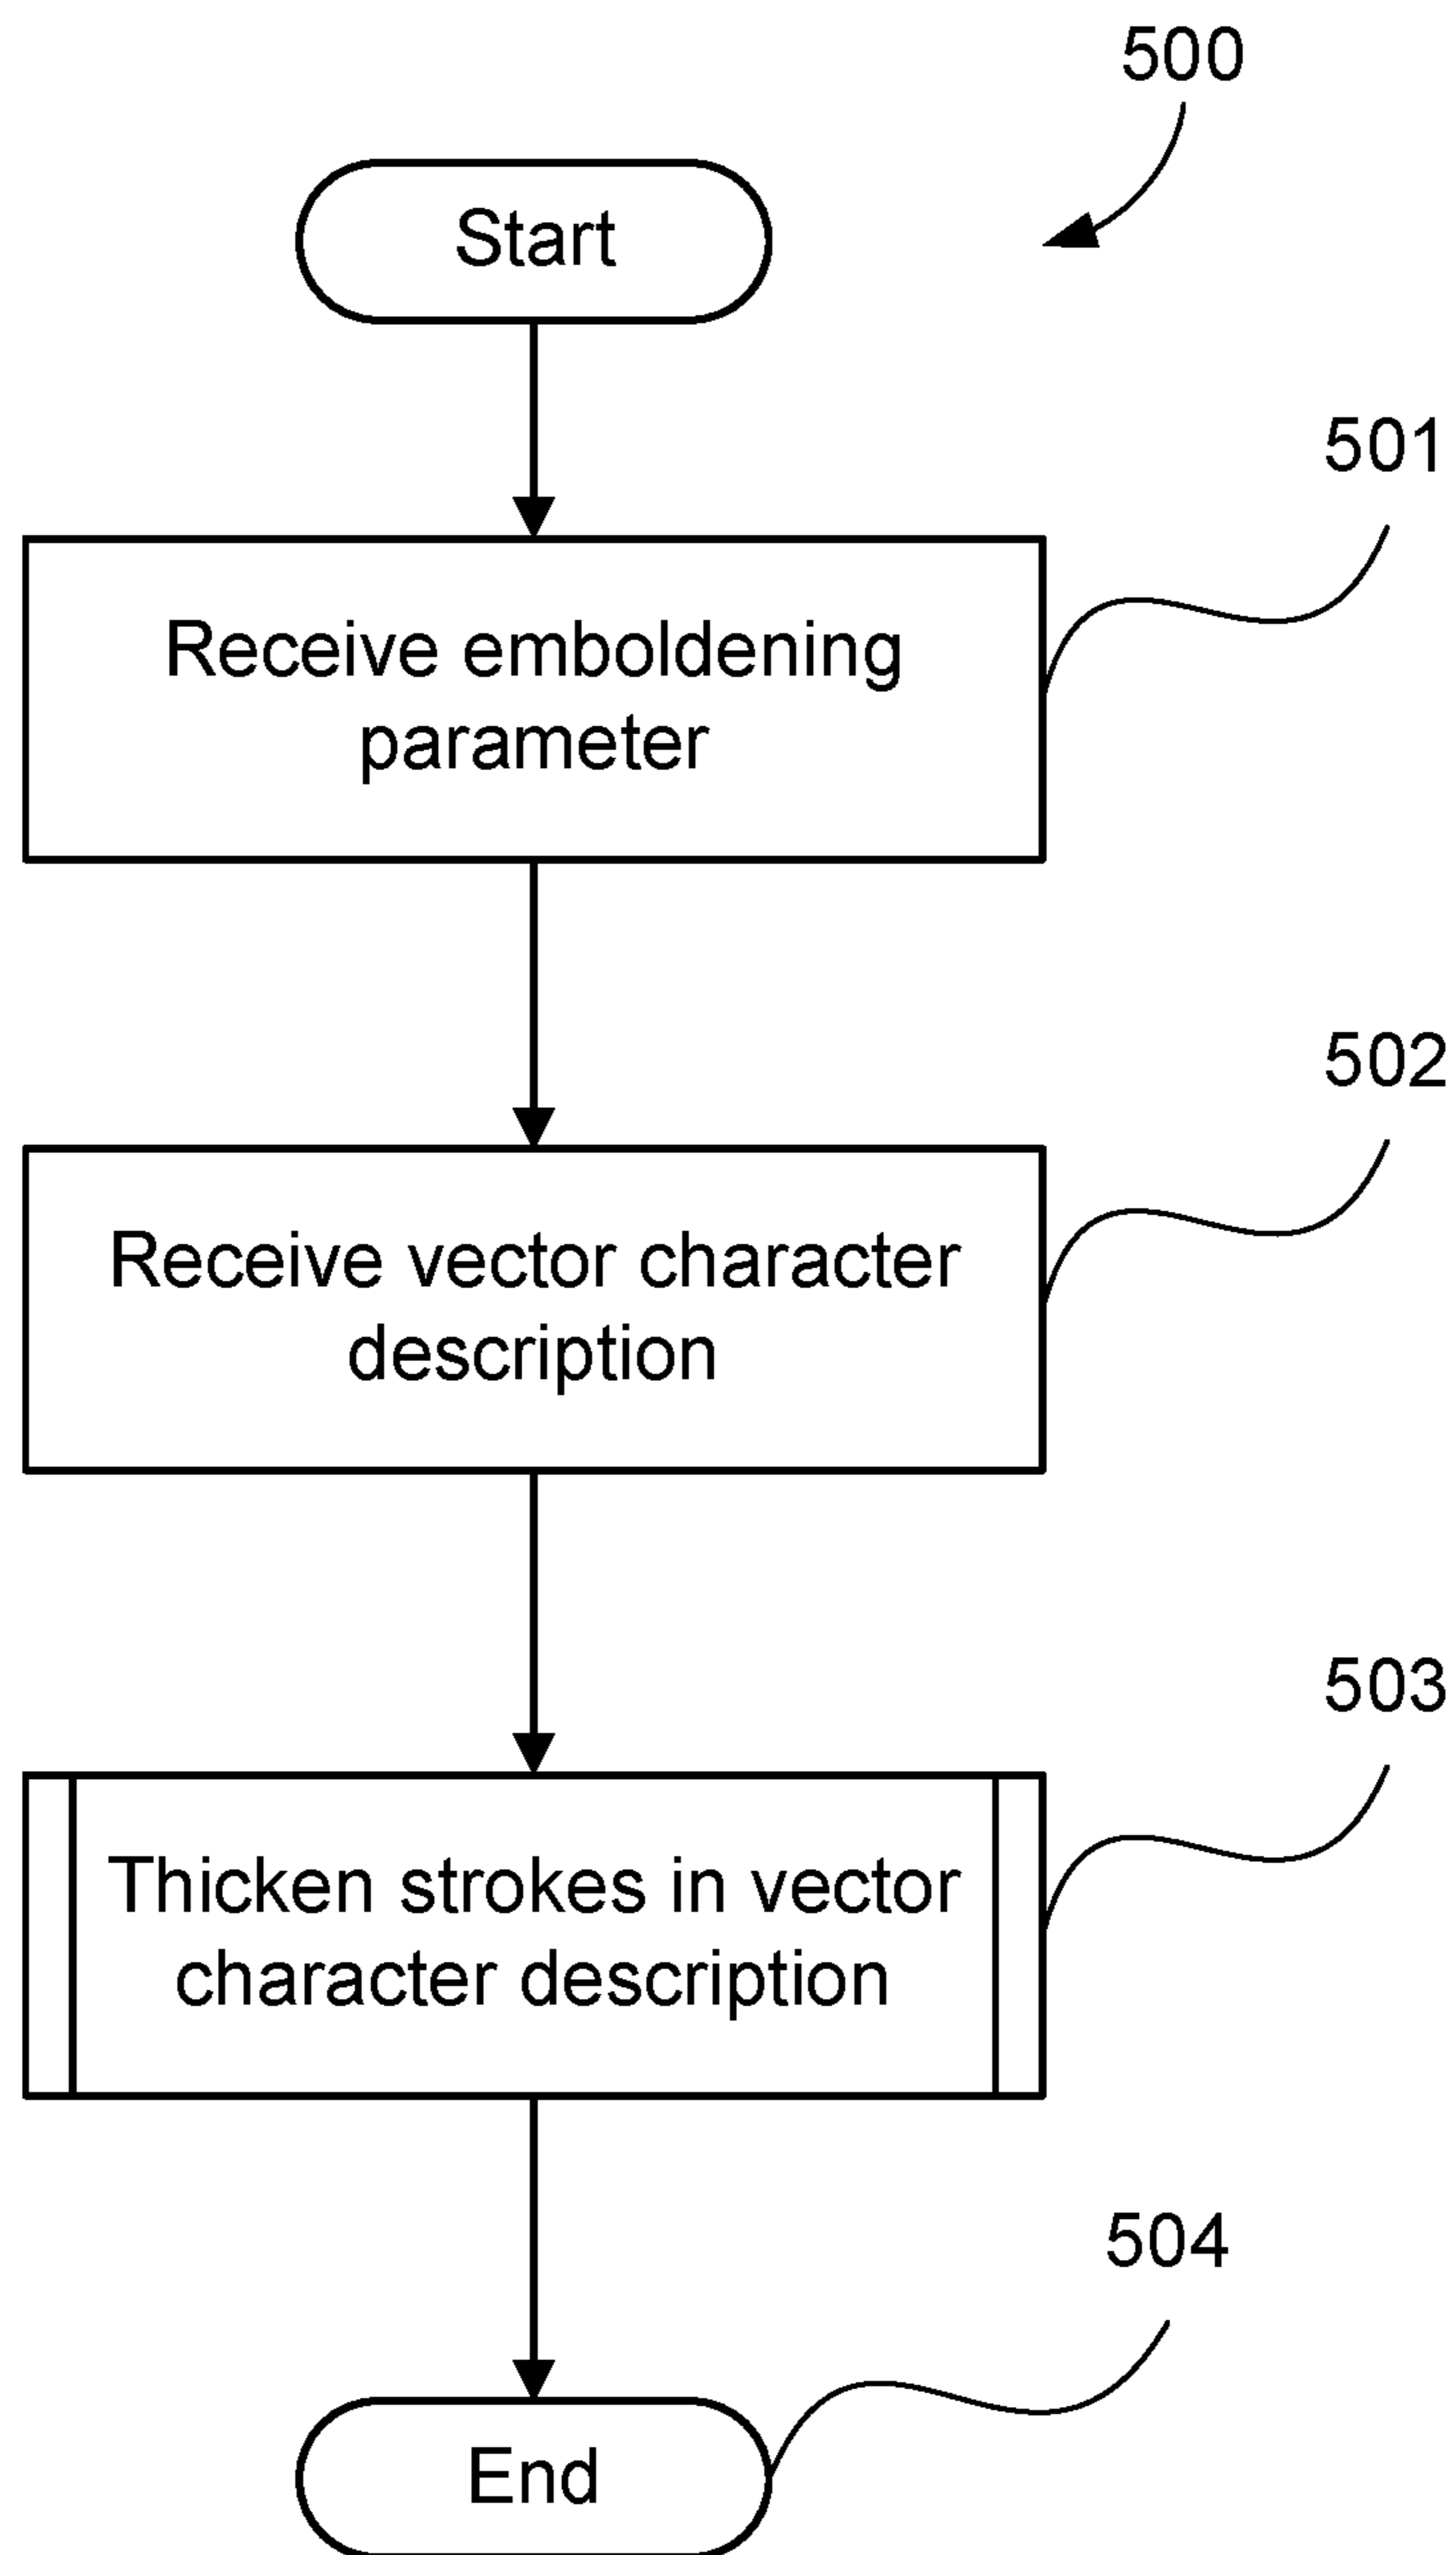 500
Start
501
Receive emboldening
parameter
502
Receive vector character
description
503
Thicken strokes in vector
character description
504
End